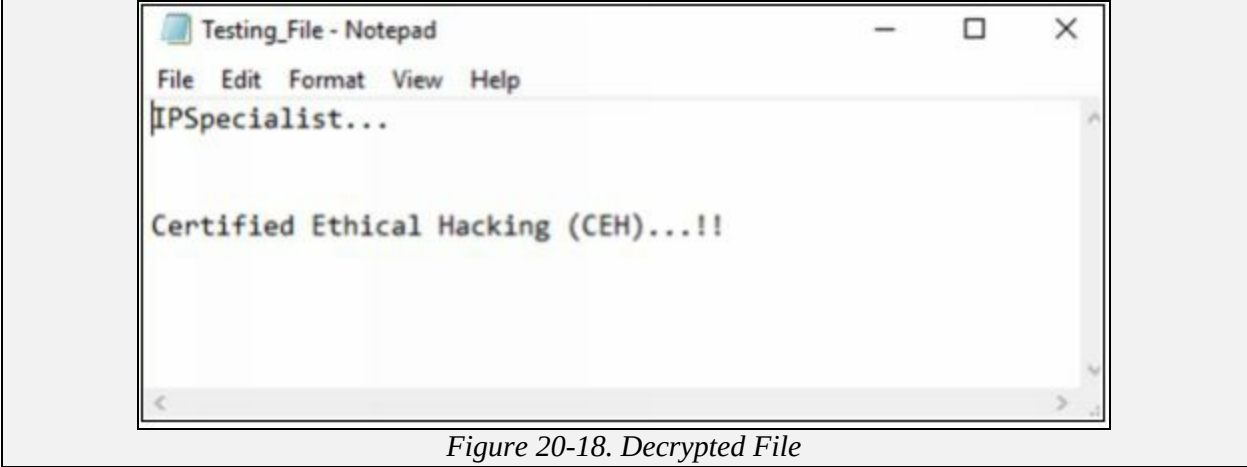 Testing_File - Notepad
File Edit Format View Help
IPSpecialist...
Certified Ethical Hacking (CEH)...!!
Figure 20-18. Decrypted File